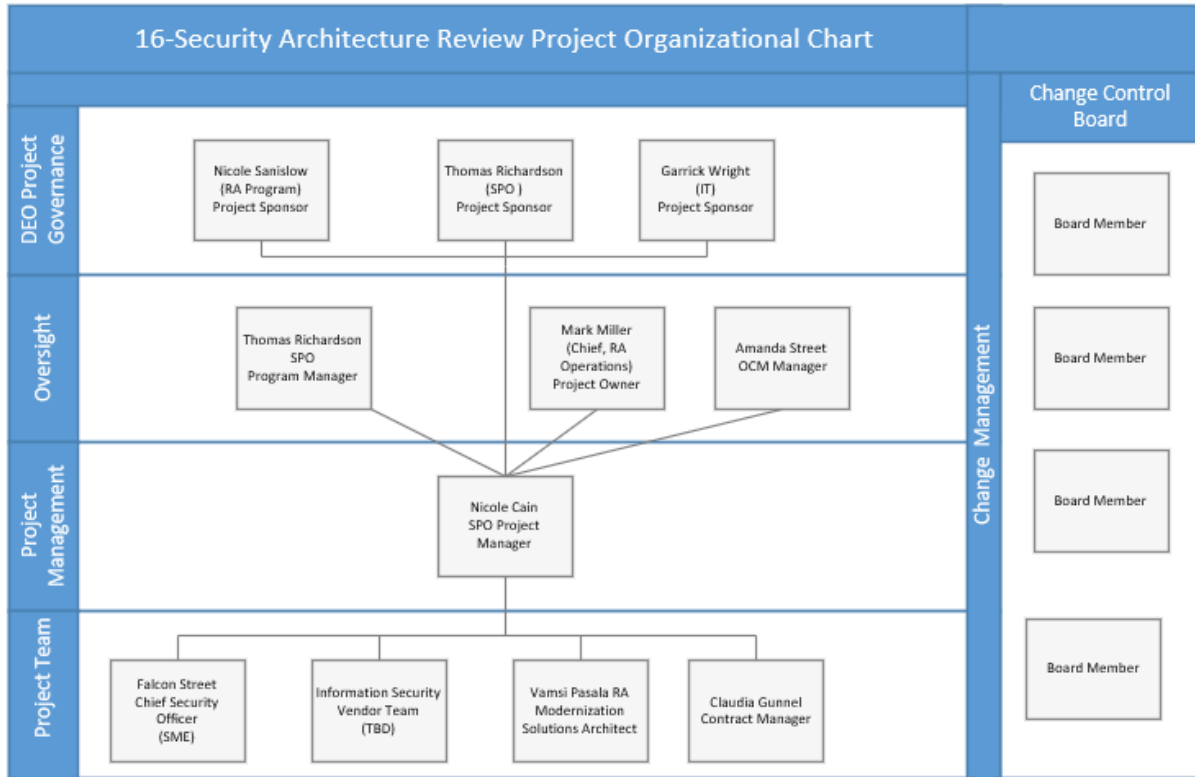 16-Security Architecture Review Project Organizational Chart
Change Control
Board
DEO Project
Governance
Nicole Sanislow
(RA Program)
Project Sponsor
Thomas Richardson
(SPO )
Project Sponsor
Garrick Wright
(IT)
Project Sponsor
Board Member
Oversight
Thomas Richardson
SPO
Program Manager
Mark Miller
(Chief, RA
Operations)
Project Owner
Amanda Street
OCM Manager
Change Management
Board Member
Project
Management
Nicole Cain
SPO Project
Manager
Board Member
Project Team
Falcon Street
Chief Security
Officer
(SME)
Information Security
Vendor Team
(TBD)
Vamsi Pasala RA
Modernization
Solutions Architect
Claudia Gunnel
Contract Manager
Board Member